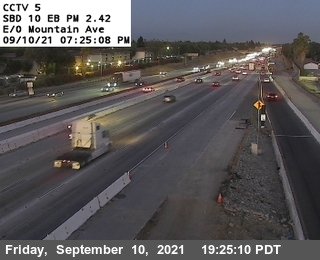 CCTV 5
SBD 10 EB PM 2.42
E/O Mountain Ave
09/10/21 07:25:08 PM
Friday, September 10, 2021 19:25:10 PDT